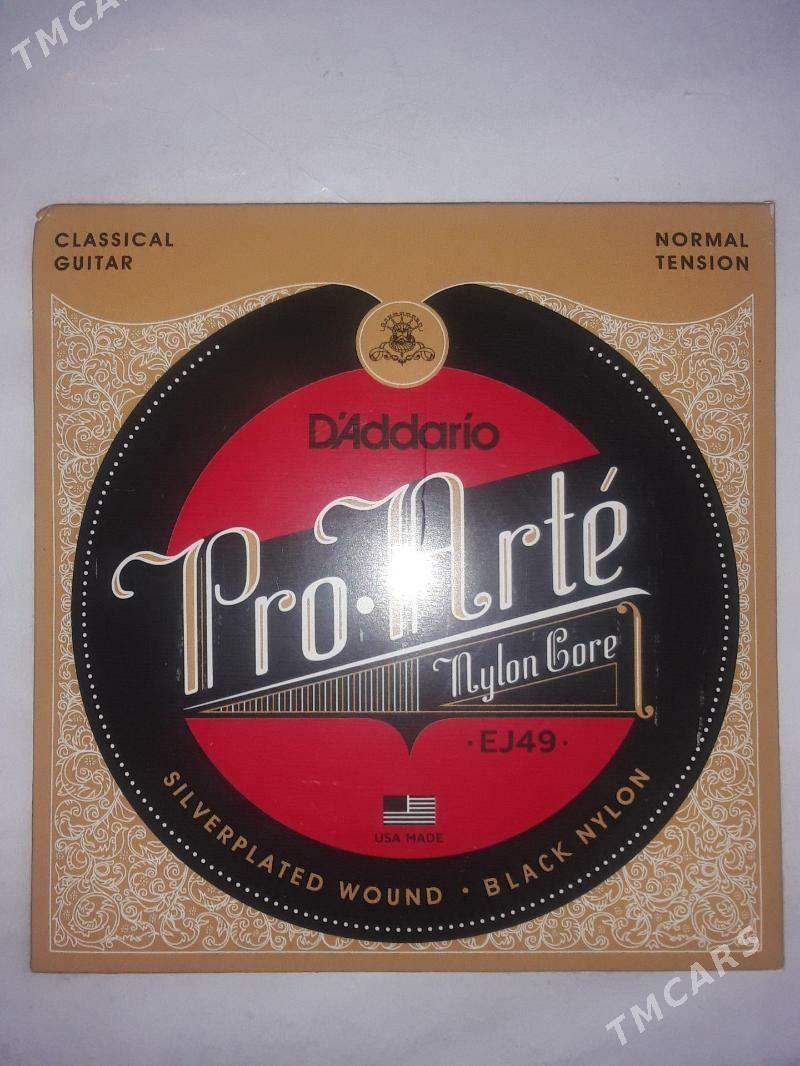 TMCARS
CLASSICAL
GUITAR
NORMAL
TENSION
D'Addario
Pro·Arté
Nylon Core
·EJ49·
USA MADE
SILVERPLATED WOUND · BLACK NYLON
TMCARS